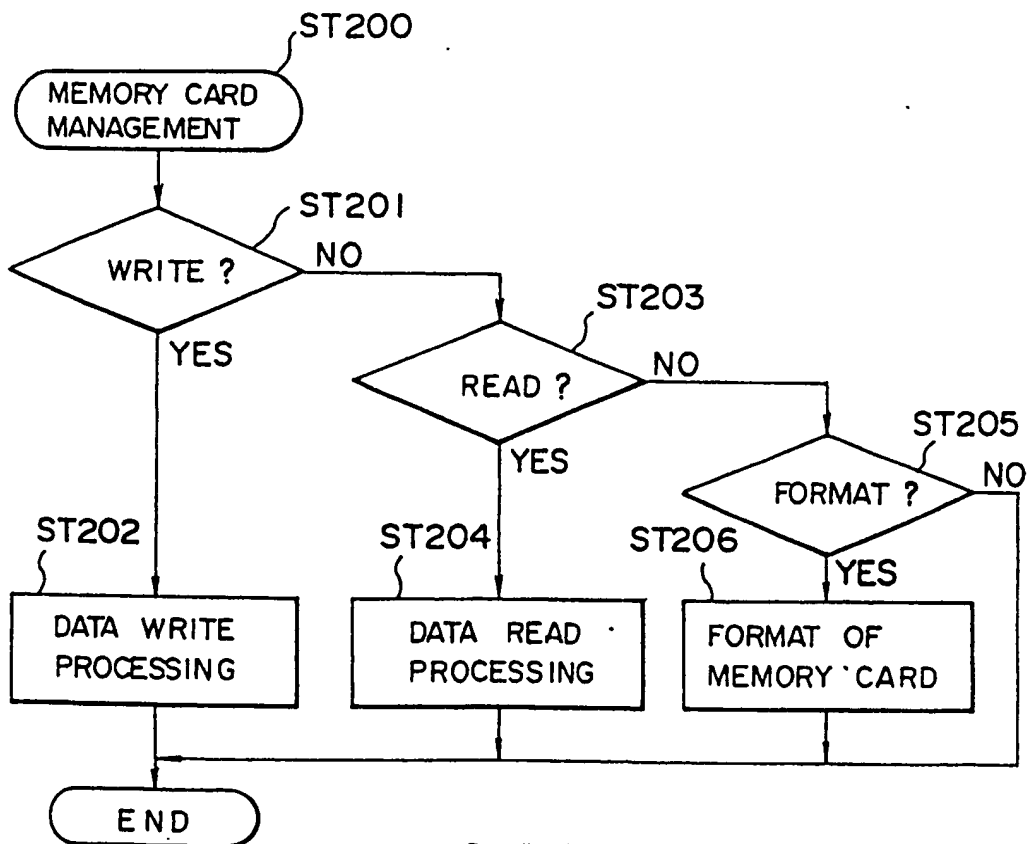 ST200
MEMORY CARD
MANAGEMENT
ST201
WRITE ?
NO
YES
ST203
READ ?
NO
YES
ST205
FORMAT ?
NO
YES
ST202
DATA WRITE
PROCESSING
ST204
DATA READ
PROCESSING
ST206
FORMAT OF
MEMORY CARD
END